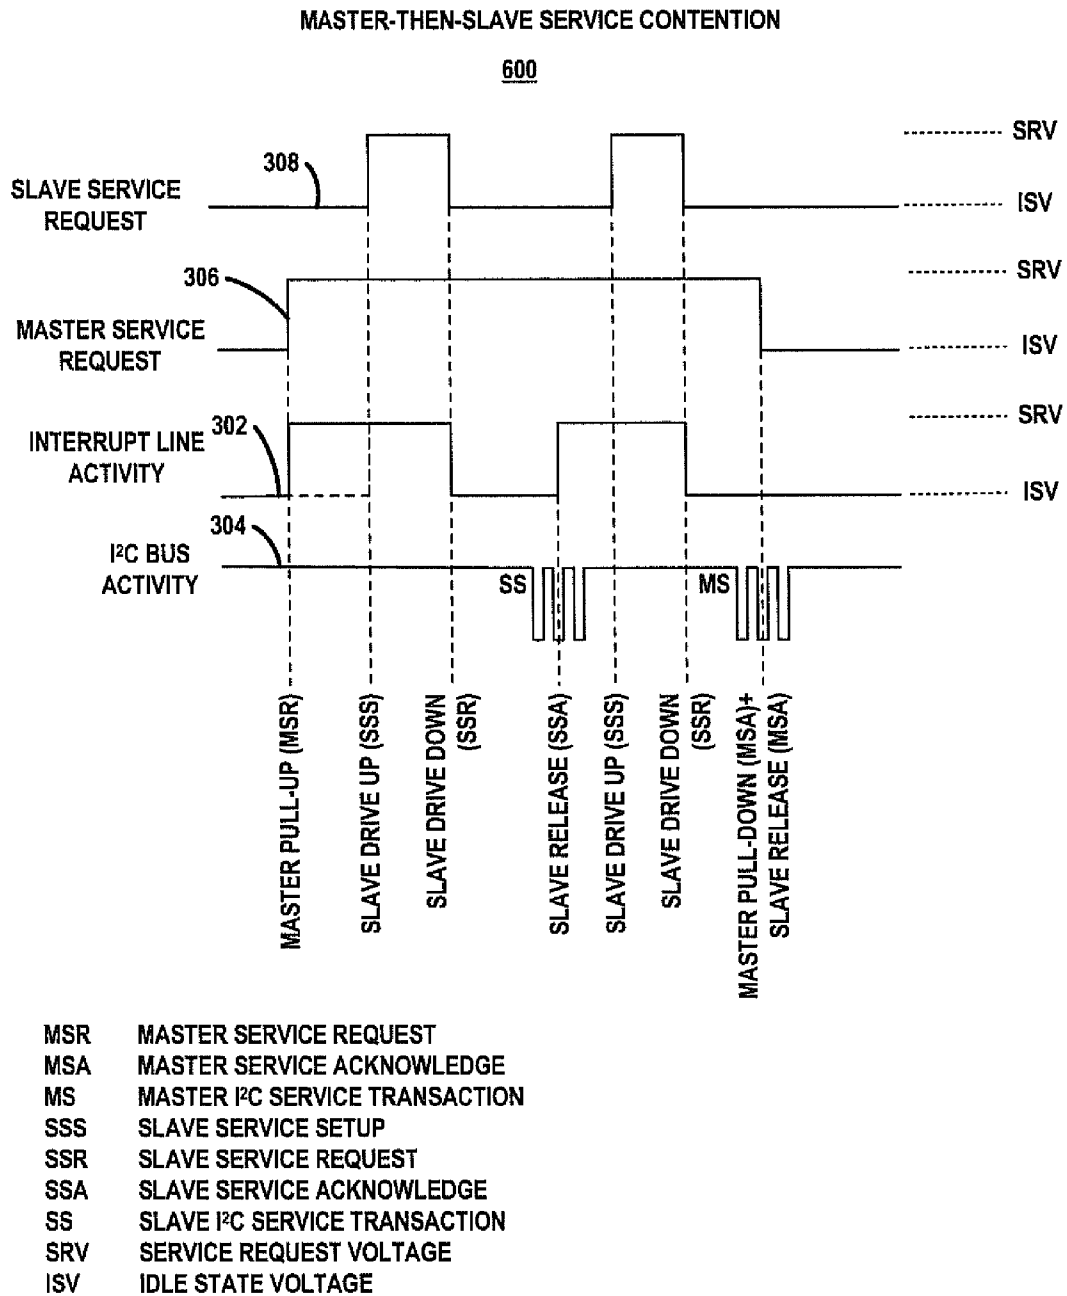 MASTER-THEN-SLAVE SERVICE CONTENTION
600
SRV
308
SLAVE SERVICE
REQUEST
ISV
306
SRV
MASTER SERVICE
REQUEST
ISV
302
SRV
INTERRUPT LINE
ACTIVITY
ISV
304
I²C BUS
ACTIVITY
SS
MS
MASTER PULL-UP (MSR)
SLAVE DRIVE UP (SSS)
SLAVE DRIVE DOWN
(SSR)
SLAVE RELEASE (SSA)
SLAVE DRIVE UP (SSS)
SLAVE DRIVE DOWN
(SSR)
MASTER PULL-DOWN (MSA)+
SLAVE RELEASE (MSA)
MSR MASTER SERVICE REQUEST
MSA MASTER SERVICE ACKNOWLEDGE
MS MASTER I²C SERVICE TRANSACTION
SSS SLAVE SERVICE SETUP
SSR SLAVE SERVICE REQUEST
SSA SLAVE SERVICE ACKNOWLEDGE
SS SLAVE I²C SERVICE TRANSACTION
SRV SERVICE REQUEST VOLTAGE
ISV IDLE STATE VOLTAGE